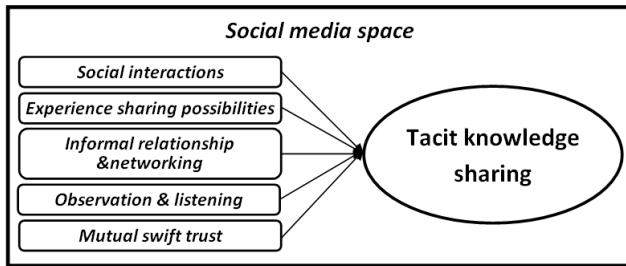 Social media space
Social interactions
Experience sharing possibilities
Informal relationship
&networking
Observation & listening
Mutual swift trust
Tacit knowledge
sharing